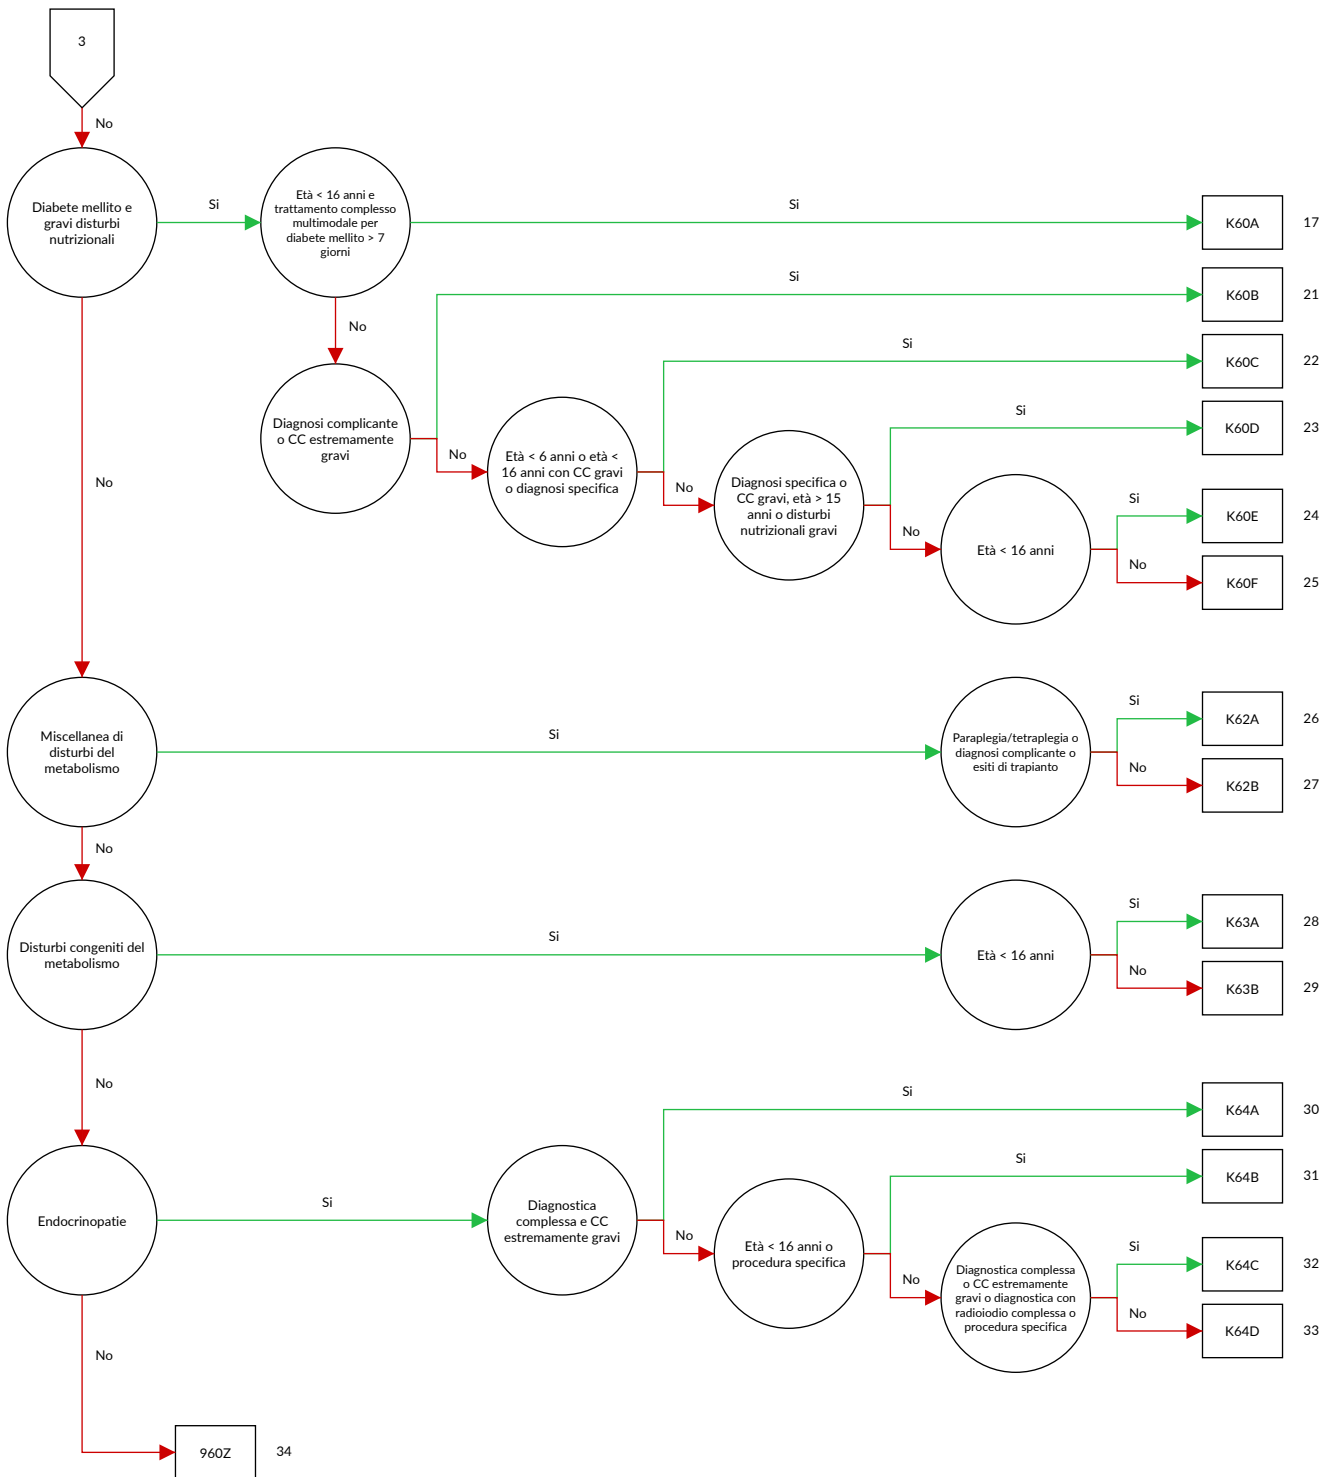 3
No
Diabete mellito e
gravi disturbi
nutrizionali
Si
Età < 16 anni e
trattamento complesso
multimodale per
diabete mellito > 7
giorni
Si
K60A
17
No
Si
K60B
21
Diagnosi complicante
o CC estremamente
gravi
No
Età < 6 anni o età <
16 anni con CC gravi
o diagnosi specifica
Si
K60C
22
No
Diagnosi specifica o
CC gravi, età > 15
anni o disturbi
nutrizionali gravi
Si
K60D
23
No
Età < 16 anni
Si
K60E
24
No
K60F
25
No
Miscellanea di
disturbi del
metabolismo
Si
Paraplegia/tetraplegia o
diagnosi complicante o
esiti di trapianto
Si
K62A
26
No
K62B
27
No
Disturbi congeniti del
metabolismo
Si
Età < 16 anni
Si
K63A
28
No
K63B
29
No
Endocrinopatie
Si
Diagnostica
complessa e CC
estremamente gravi
Si
K64A
30
No
Età < 16 anni o
procedura specifica
Si
K64B
31
No
Diagnostica complessa
o CC estremamente
gravi o diagnostica con
radioiodio complessa o
procedura specifica
Si
K64C
32
No
K64D
33
No
960Z
34